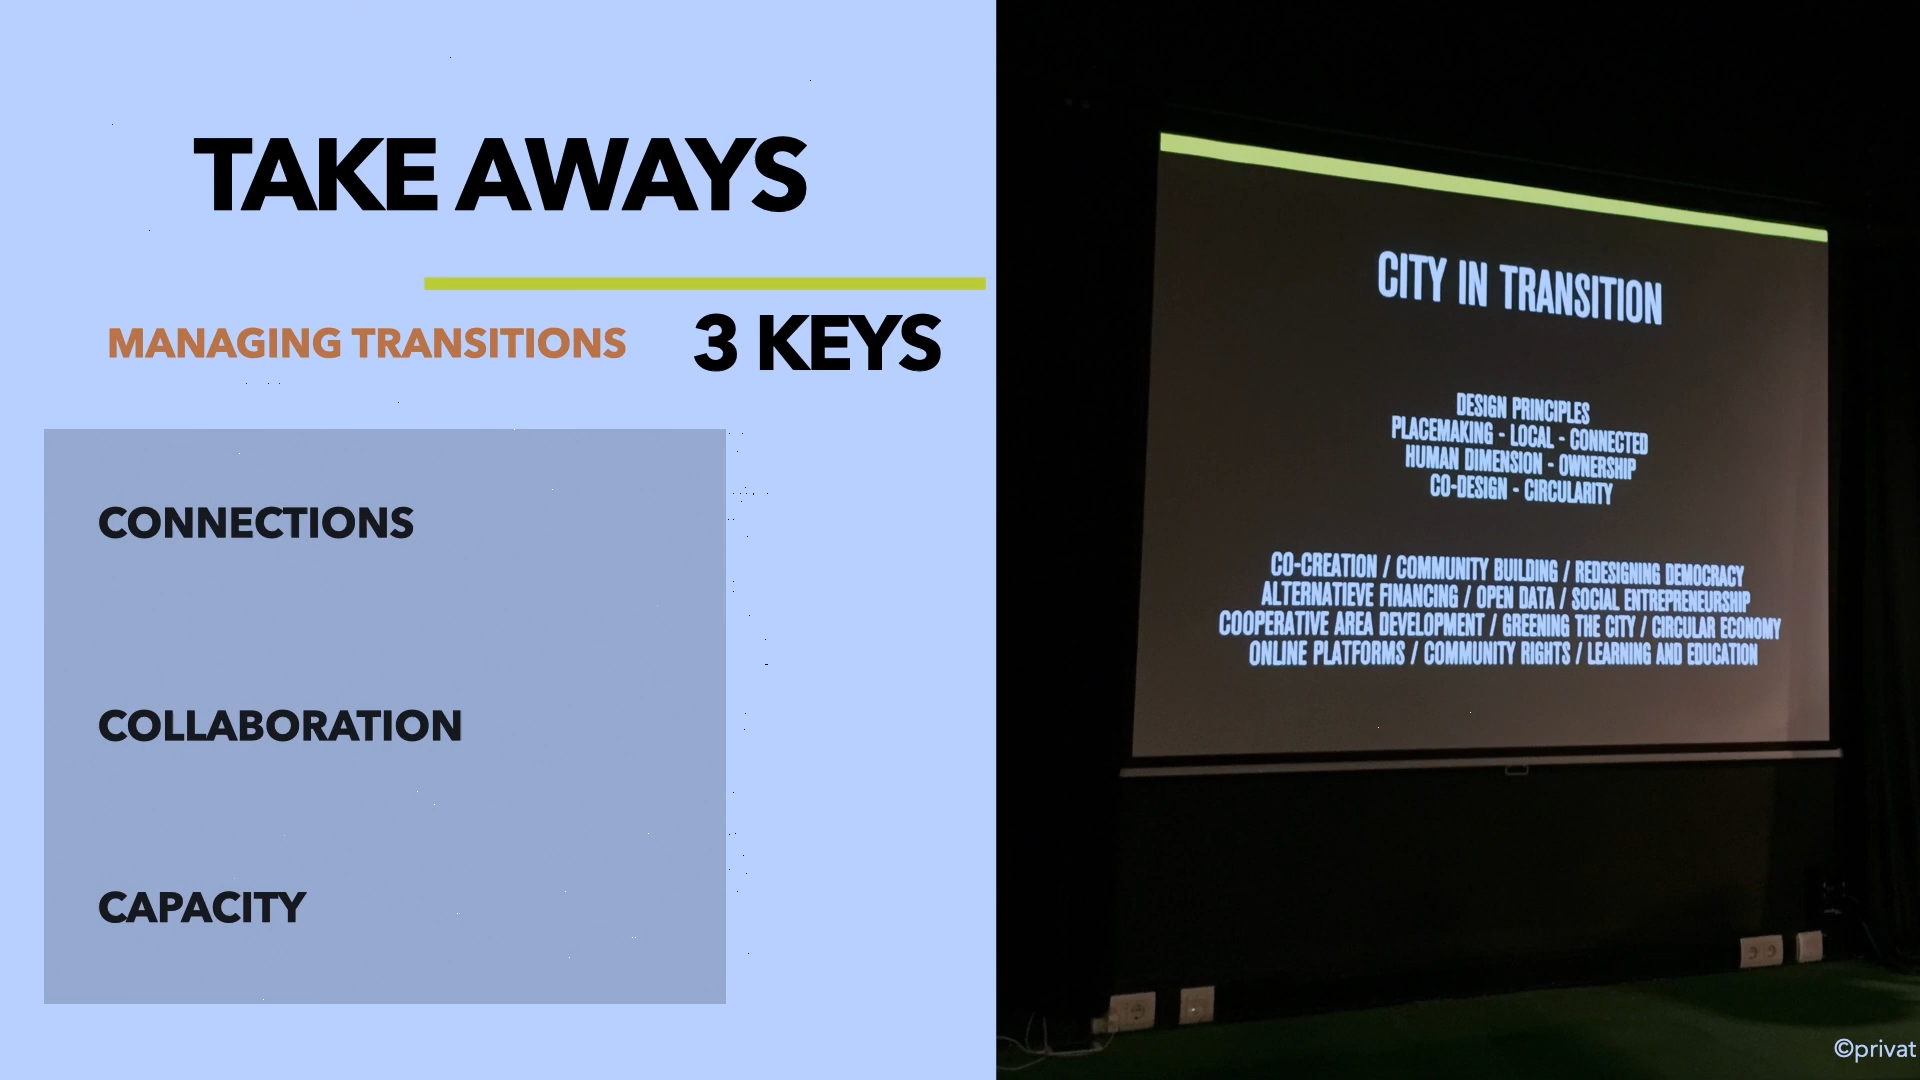 TAKE AWAYS
MANAGING TRANSITIONS
3 KEYS
CONNECTIONS
COLLABORATION
CAPACITY
CITY IN TRANSITION
DESIGN PRINCIPLES
PLACEMAKING - LOCAL - CONNECTED
HUMAN DIMENSION - OWNERSHIP
CO-DESIGN - CIRCULARITY
CO-CREATION / COMMUNITY BUILDING / REDESIGNING DEMOCRACY
ALTERNATIEVE FINANCING / OPEN DATA / SOCIAL ENTREPRENEURSHIP
COOPERATIVE AREA DEVELOPMENT / GREENING THE CITY / CIRCULAR ECONOMY
ONLINE PLATFORMS / COMMUNITY RIGHTS / LEARNING AND EDUCATION
©privat